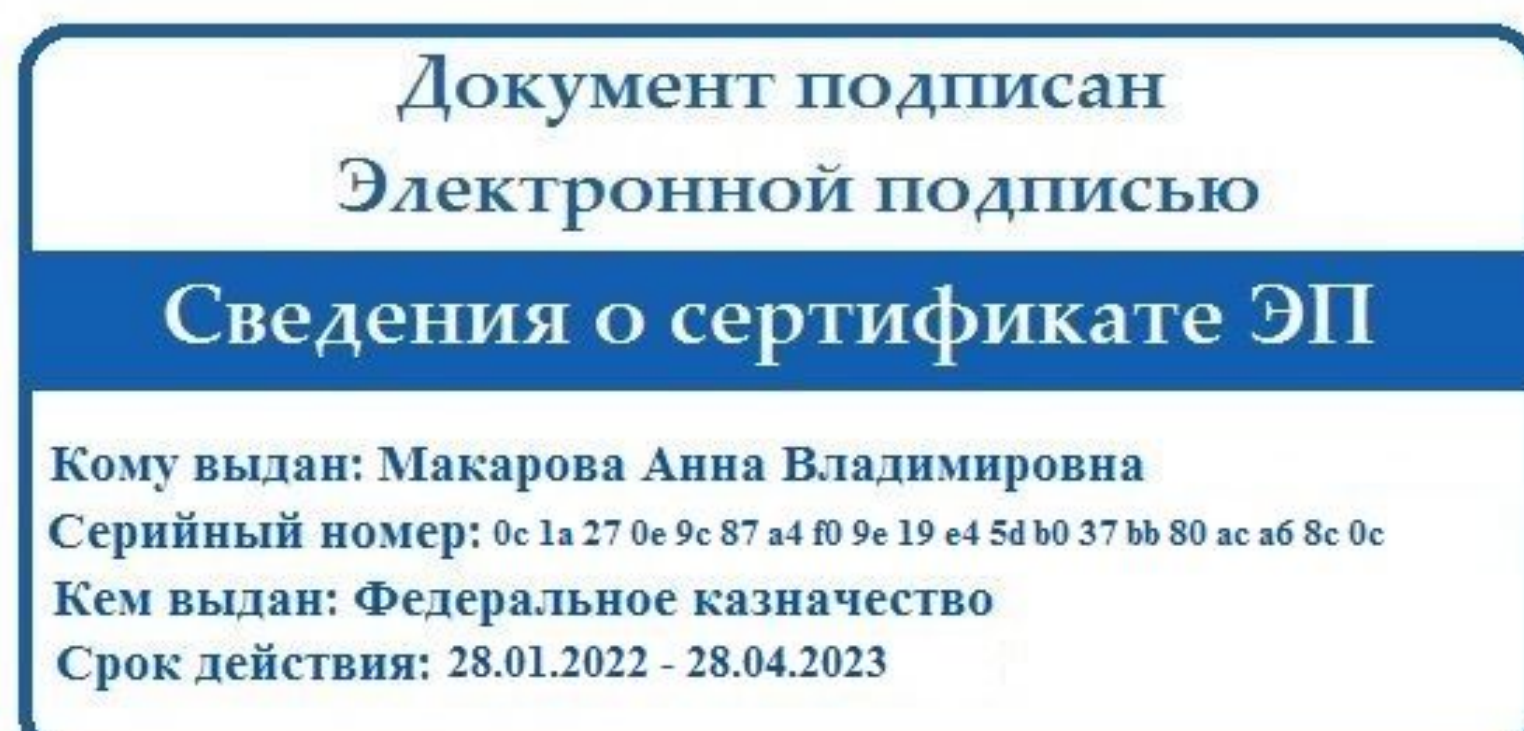 Документ подписан
Электронной подписью
Сведения о сертификате ЭП
Кому выдан: Макарова Анна Владимировна
Серийный номер: 0c 1a 27 0e 9c 87 a4 f0 9e 19 e4 5d b0 37 bb 80 ac a6 8c 0c
Кем выдан: Федеральное казначество
Срок действия: 28.01.2022 - 28.04.2023